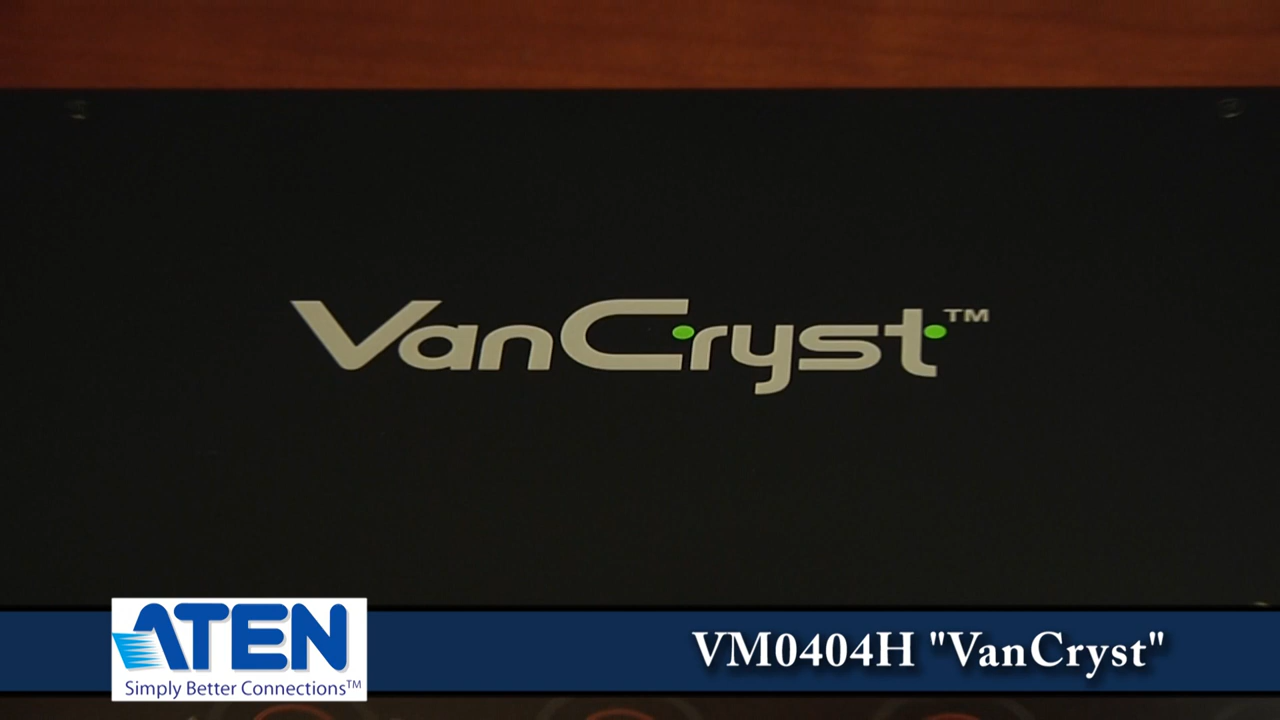 VanCryst™
ATEN
Simply Better Connections™
VM0404H "VanCryst"